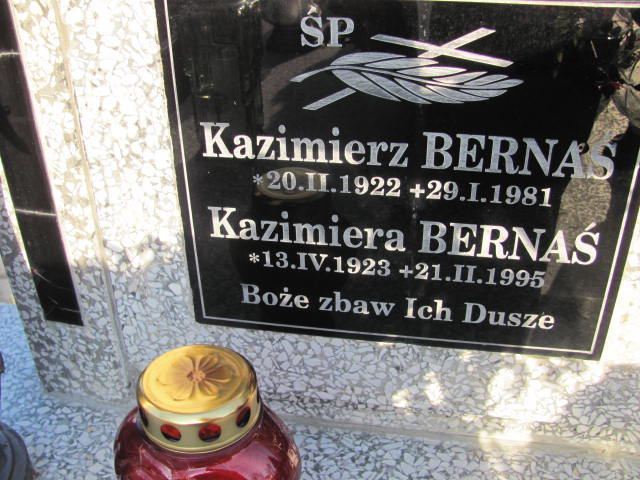 ŚP
Kazimierz BERNAŚ
*20.II.1922 +29.I.1981
Kazimiera BERNAŚ
*13.IV.1923 +21.II.1995
Boże zbaw Ich Dusze